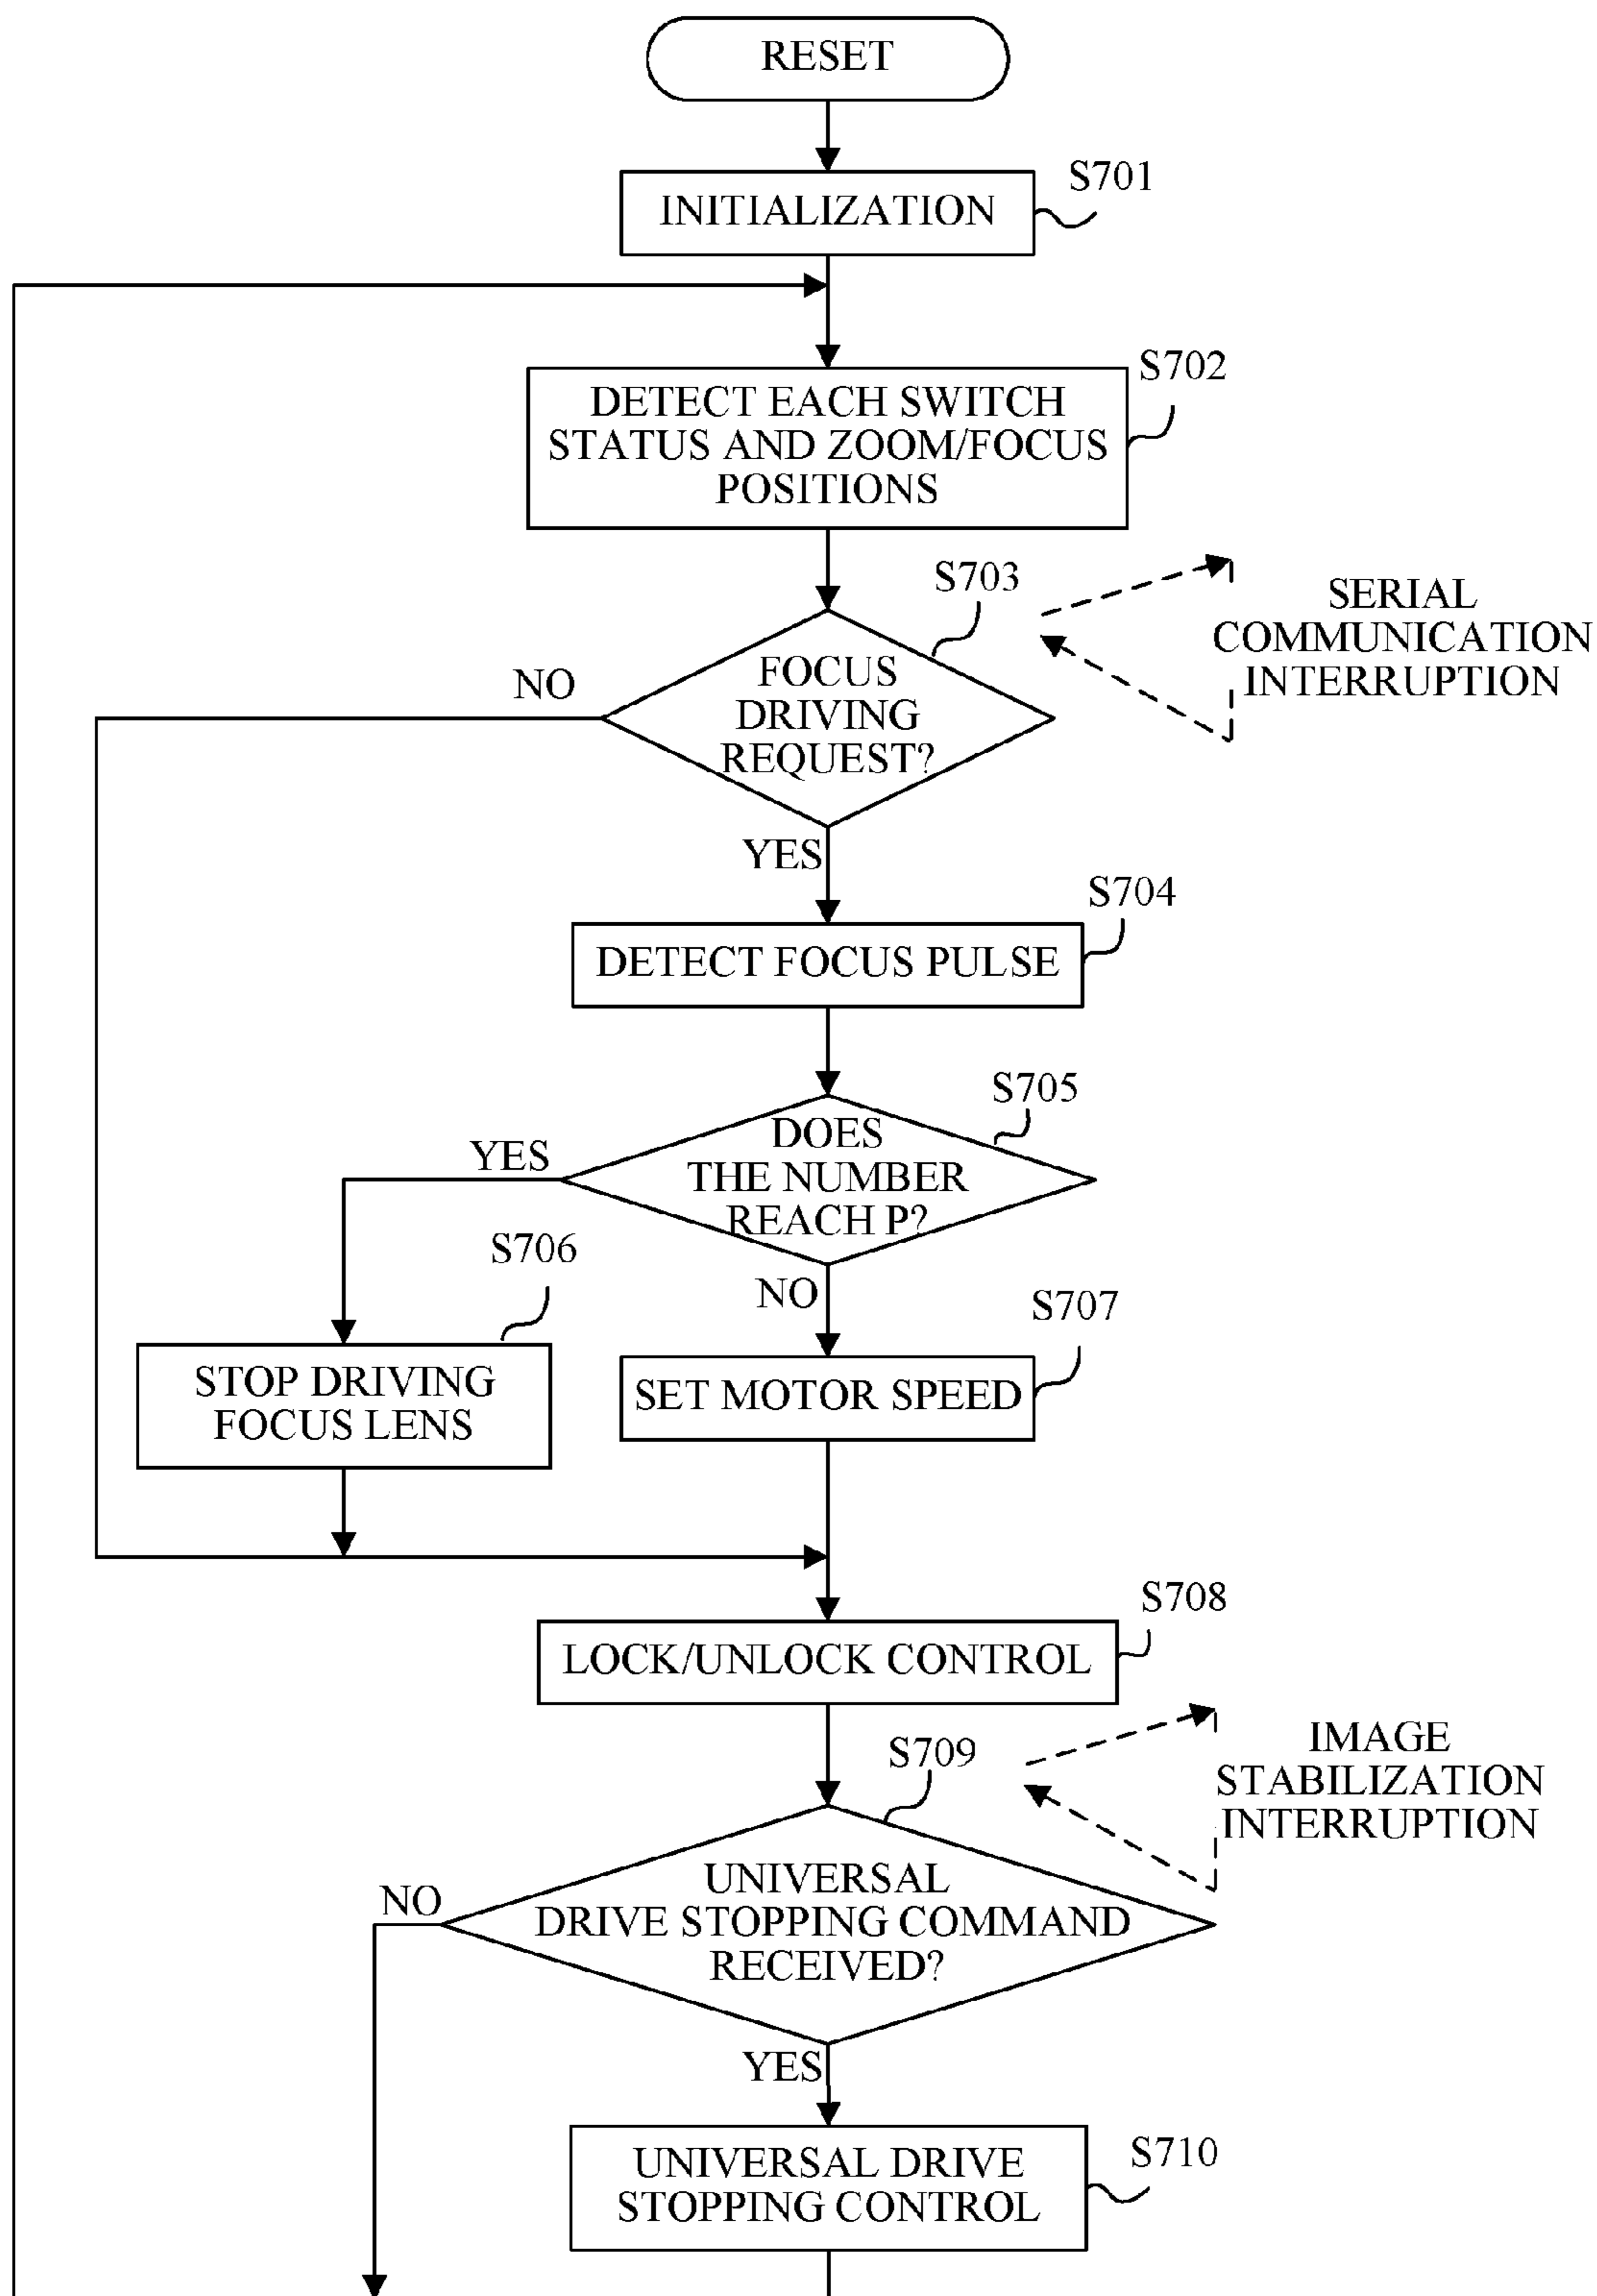 RESET
S701
INITIALIZATION
S702
DETECT EACH SWITCH
STATUS AND ZOOM/FOCUS
POSITIONS
S703
SERIAL
COMMUNICATION
INTERRUPTION
NO
FOCUS
DRIVING
REQUEST?
YES
S704
DETECT FOCUS PULSE
S705
YES
DOES
THE NUMBER
REACH P?
S706
NO
S707
STOP DRIVING
FOCUS LENS
SET MOTOR SPEED
S708
LOCK/UNLOCK CONTROL
S709
IMAGE
STABILIZATION
INTERRUPTION
NO
UNIVERSAL
DRIVE STOPPING COMMAND
RECEIVED?
YES
S710
UNIVERSAL DRIVE
STOPPING CONTROL